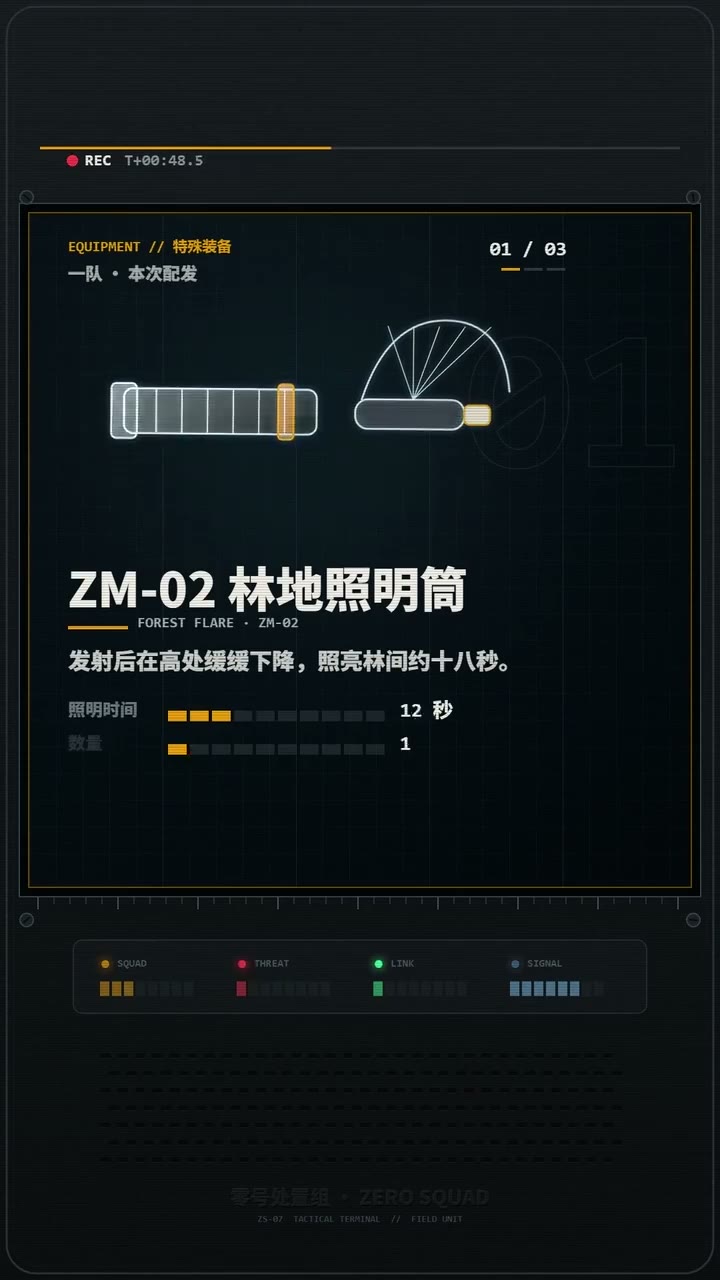 REC T+00:48.5
EQUIPMENT // 特殊装备
01 / 03
一队 · 本次配发
01
ZM-02 林地照明筒
FOREST FLARE · ZM-02
发射后在高处缓缓下降，照亮林间约十八秒。
照明时间 12 秒
数量 1
SQUAD THREAT LINK SIGNAL
零号处置组 · ZERO SQUAD
ZS-07 TACTICAL TERMINAL // FIELD UNIT